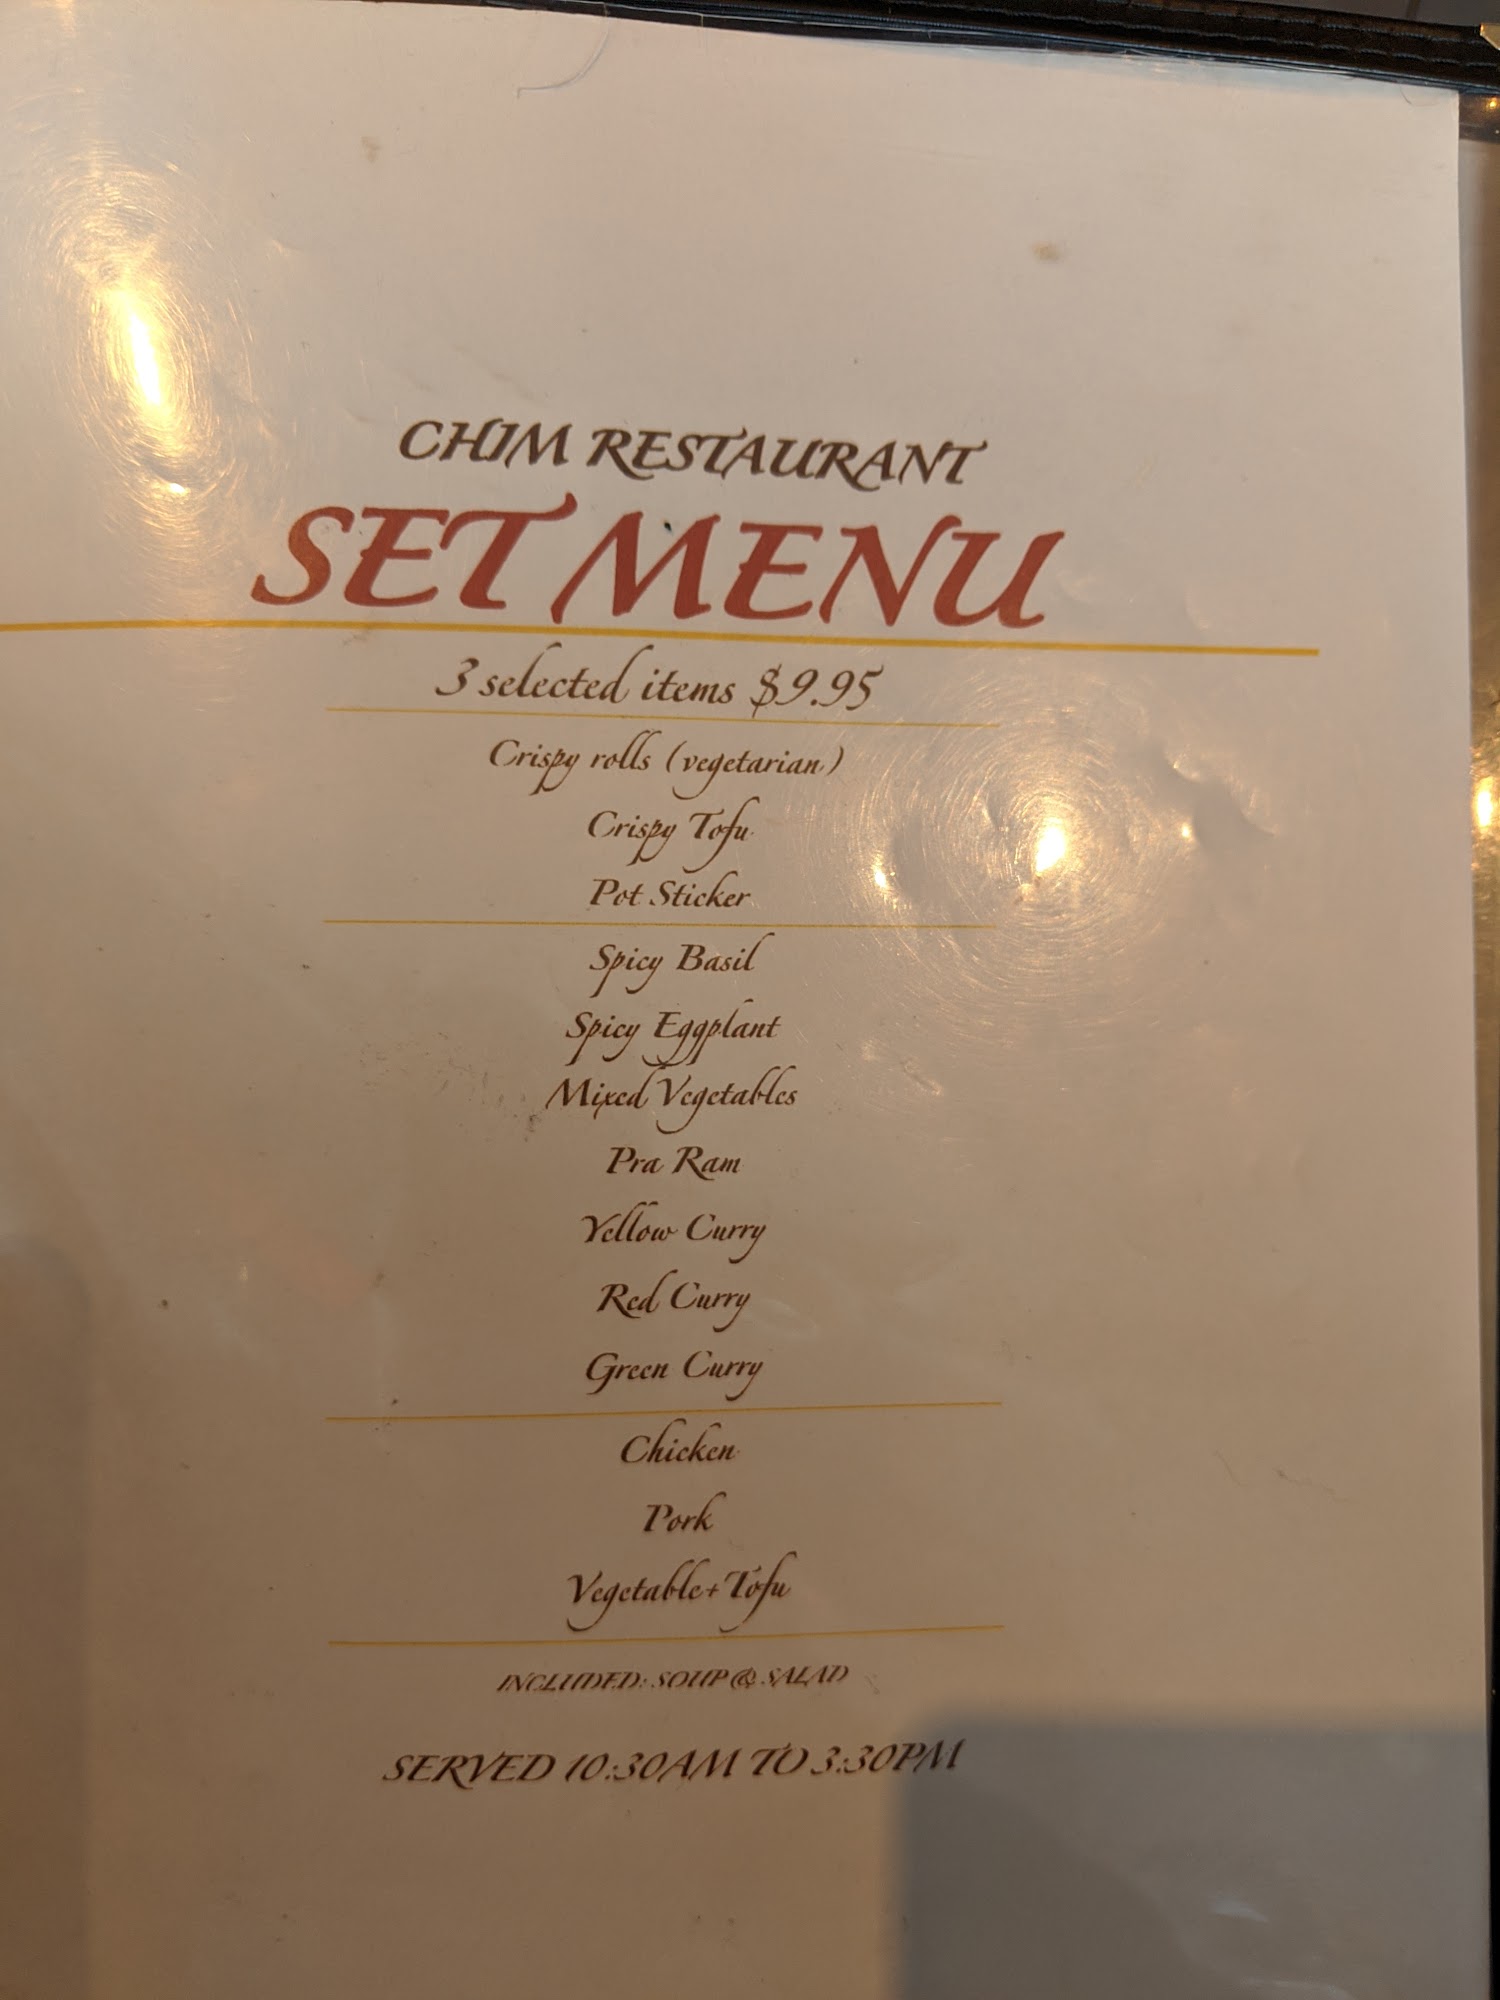 CHIM RESTAURANT
SET MENU
3 selected items $9.95
Crispy rolls (vegetarian)
Crispy Tofu
Pot Sticker
Spicy Basil
Spicy Eggplant
Mixed Vegetables
Pra Ram
Yellow Curry
Red Curry
Green Curry
Chicken
Pork
Vegetable+Tofu
INCLUDED: SOUP & SALAD
SERVED 10:30AM TO 3:30PM